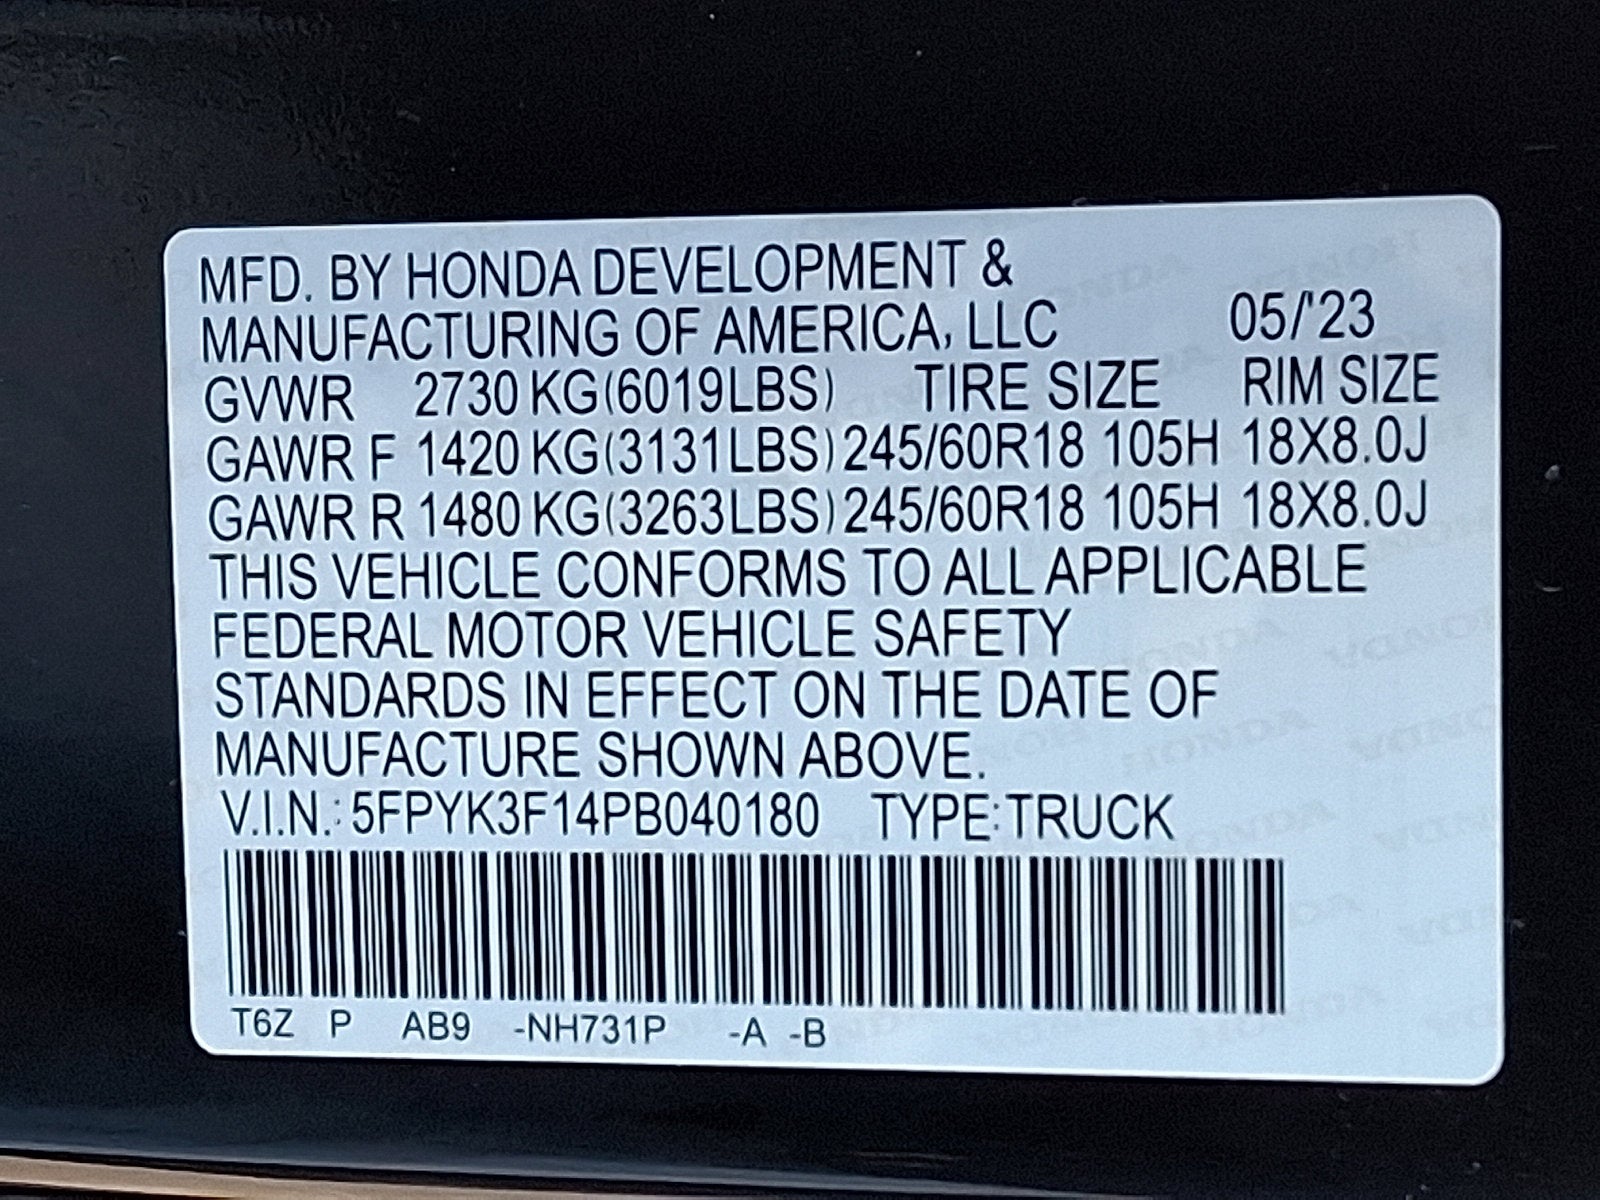 MFD. BY HONDA DEVELOPMENT &
MANUFACTURING OF AMERICA, LLC 05/'23
GVWR 2730 KG(6019LBS) TIRE SIZE RIM SIZE
GAWR F 1420 KG(3131LBS) 245/60R18 105H 18X8.0J
GAWR R 1480 KG(3263LBS) 245/60R18 105H 18X8.0J
THIS VEHICLE CONFORMS TO ALL APPLICABLE
FEDERAL MOTOR VEHICLE SAFETY
STANDARDS IN EFFECT ON THE DATE OF
MANUFACTURE SHOWN ABOVE.
V.I.N.: 5FPYK3F14PB040180 TYPE: TRUCK
T6Z P AB9 -NH731P -A -B